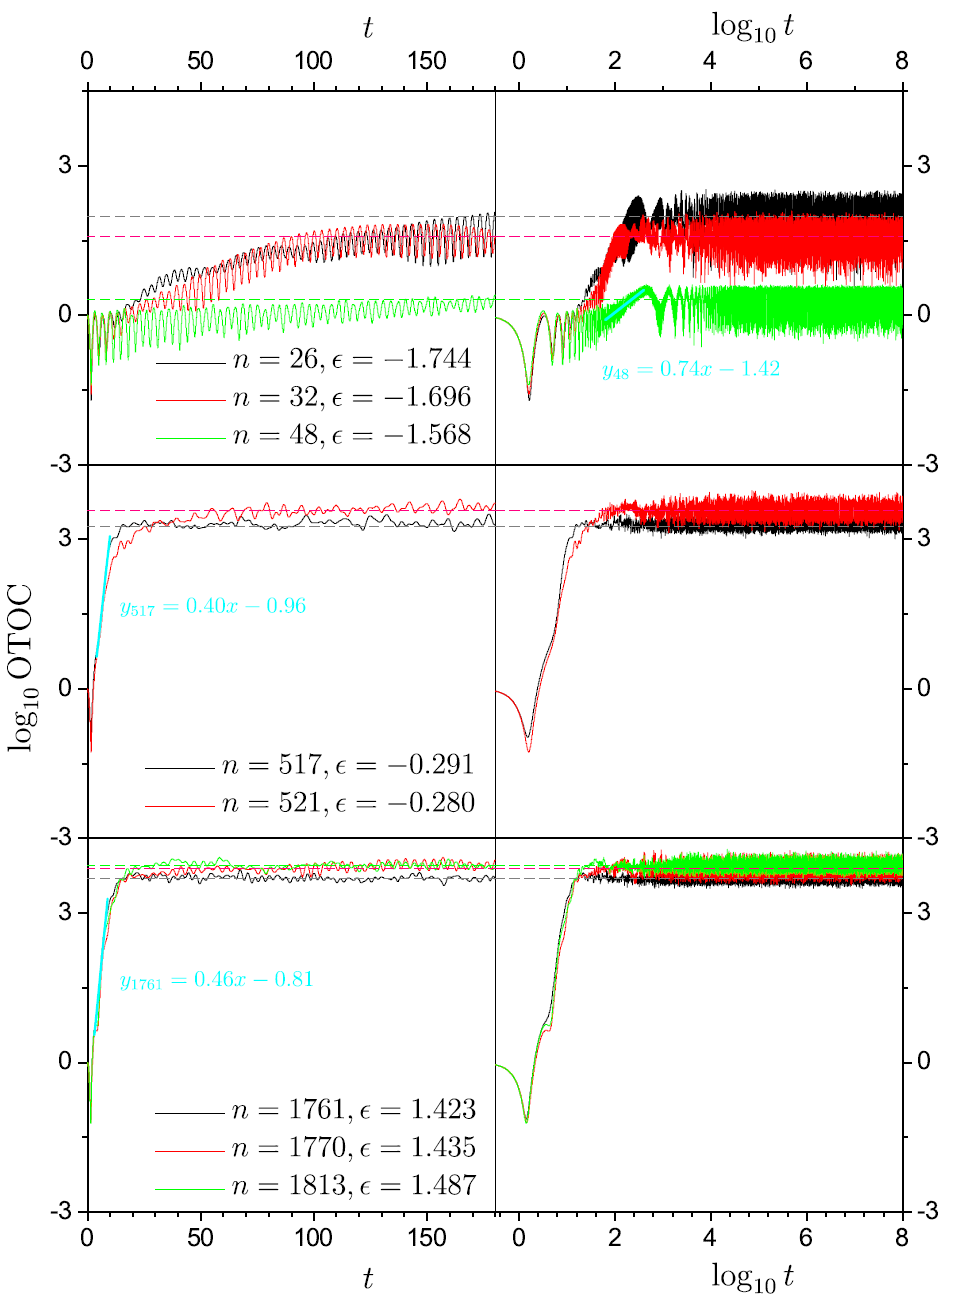 t
log₁₀ t
0 50 100 150 0 2 4 6 8
3 3
0 0
n = 26, ϵ = −1.744
y₄₈ = 0.74x − 1.42
n = 32, ϵ = −1.696
n = 48, ϵ = −1.568
-3 -3
3 3
y₅₁₇ = 0.40x − 0.96
log₁₀ OTOC
0 0
n = 517, ϵ = −0.291
n = 521, ϵ = −0.280
-3 -3
3 3
y₁₇₆₁ = 0.46x − 0.81
0 0
n = 1761, ϵ = 1.423
n = 1770, ϵ = 1.435
n = 1813, ϵ = 1.487
-3 -3
0 50 100 150 0 2 4 6 8
t
log₁₀ t